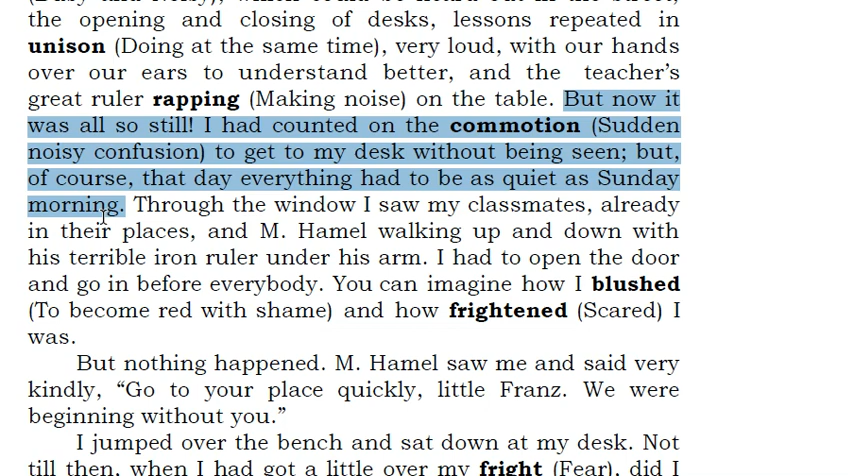 the opening and closing of desks, lessons repeated in
unison (Doing at the same time), very loud, with our hands
over our ears to understand better, and the teacher's
great ruler rapping (Making noise) on the table. But now it
was all so still! I had counted on the commotion (Sudden
noisy confusion) to get to my desk without being seen; but,
of course, that day everything had to be as quiet as Sunday
morning. Through the window I saw my classmates, already
in their places, and M. Hamel walking up and down with
his terrible iron ruler under his arm. I had to open the door
and go in before everybody. You can imagine how I blushed
(To become red with shame) and how frightened (Scared) I
was.
But nothing happened. M. Hamel saw me and said very
kindly, “Go to your place quickly, little Franz. We were
beginning without you.”
I jumped over the bench and sat down at my desk. Not
till then, when I had got a little over my fright (Fear), did I